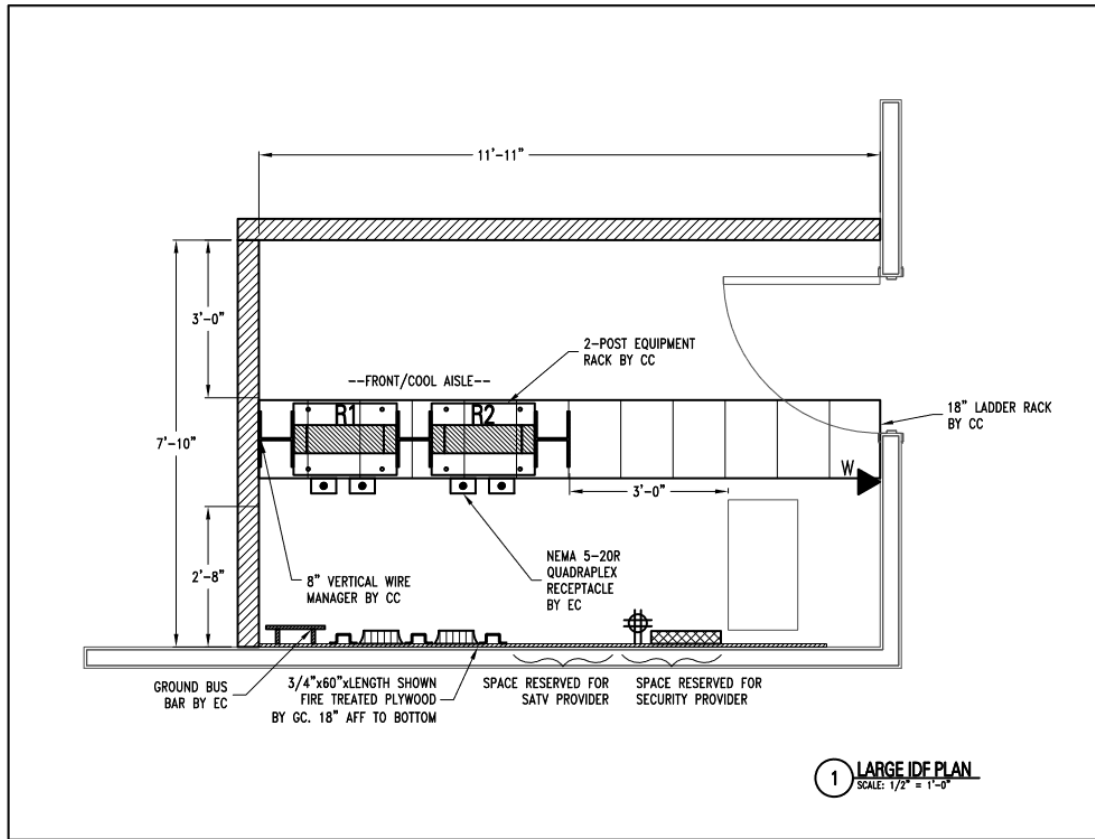 11'-11"
3'-0"
2-POST EQUIPMENT
RACK BY CC
--FRONT/COOL AISLE--
R1
R2
18" LADDER RACK
BY CC
7'-10"
W
3'-0"
2'-8"
8" VERTICAL WIRE
MANAGER BY CC
NEMA 5-20R
QUADRAPLEX
RECEPTACLE
BY EC
GROUND BUS
BAR BY EC
3/4"x60"xLENGTH SHOWN
FIRE TREATED PLYWOOD
BY GC. 18" AFF TO BOTTOM
SPACE RESERVED FOR
SATV PROVIDER
SPACE RESERVED FOR
SECURITY PROVIDER
1
LARGE IDF PLAN
SCALE: 1/2" = 1'-0"